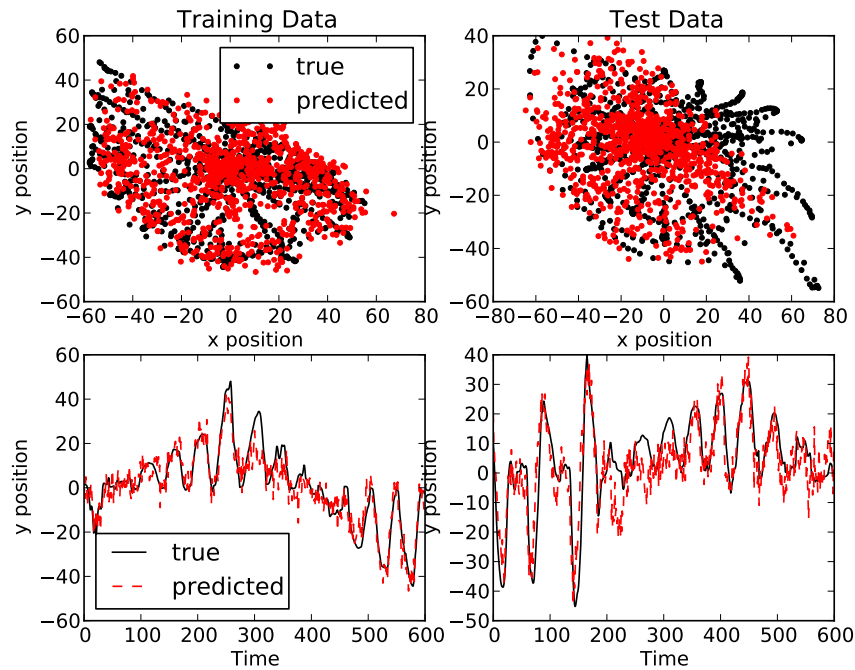 Training Data
60
40
20
0
−20
−40
−60
y position
−60 −40 −20 0 20 40 60 80
x position
true
predicted
Test Data
40
20
0
−20
−40
−60
y position
−80 −60 −40 −20 0 20 40 60 80
x position
60
40
20
0
−20
−40
−60
y position
0 100 200 300 400 500 600
Time
true
predicted
40
30
20
10
0
−10
−20
−30
−40
−50
y position
0 100 200 300 400 500 600
Time